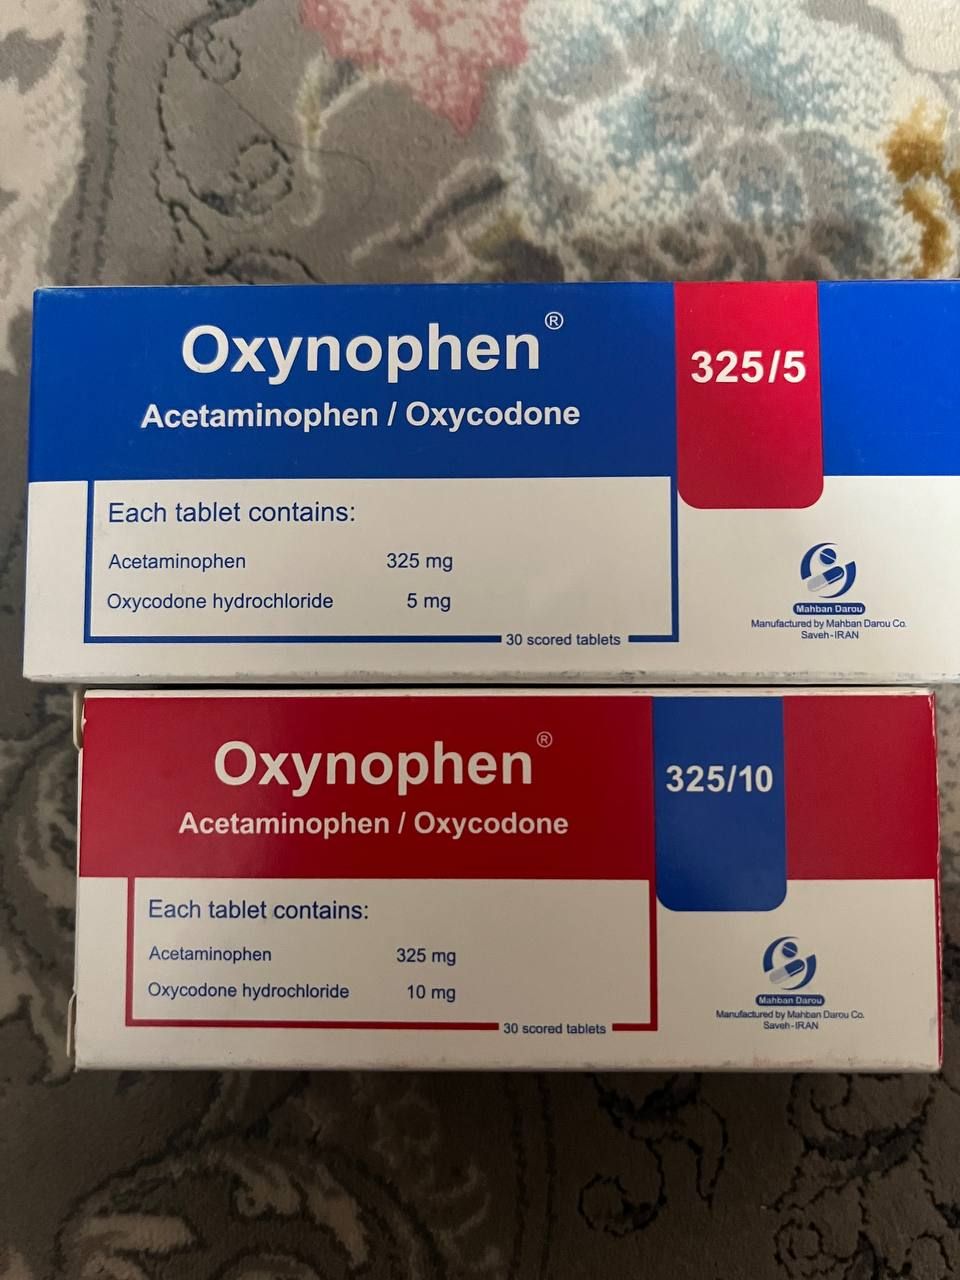 Oxynophen®
Acetaminophen / Oxycodone
325/5
Each tablet contains:
Acetaminophen 325 mg
Oxycodone hydrochloride 5 mg
30 scored tablets
Mahban Darou
Manufactured by Mahban Darou Co.
Saveh-IRAN
Oxynophen®
Acetaminophen / Oxycodone
325/10
Each tablet contains:
Acetaminophen 325 mg
Oxycodone hydrochloride 10 mg
30 scored tablets
Mahban Darou
Manufactured by Mahban Darou Co.
Saveh-IRAN